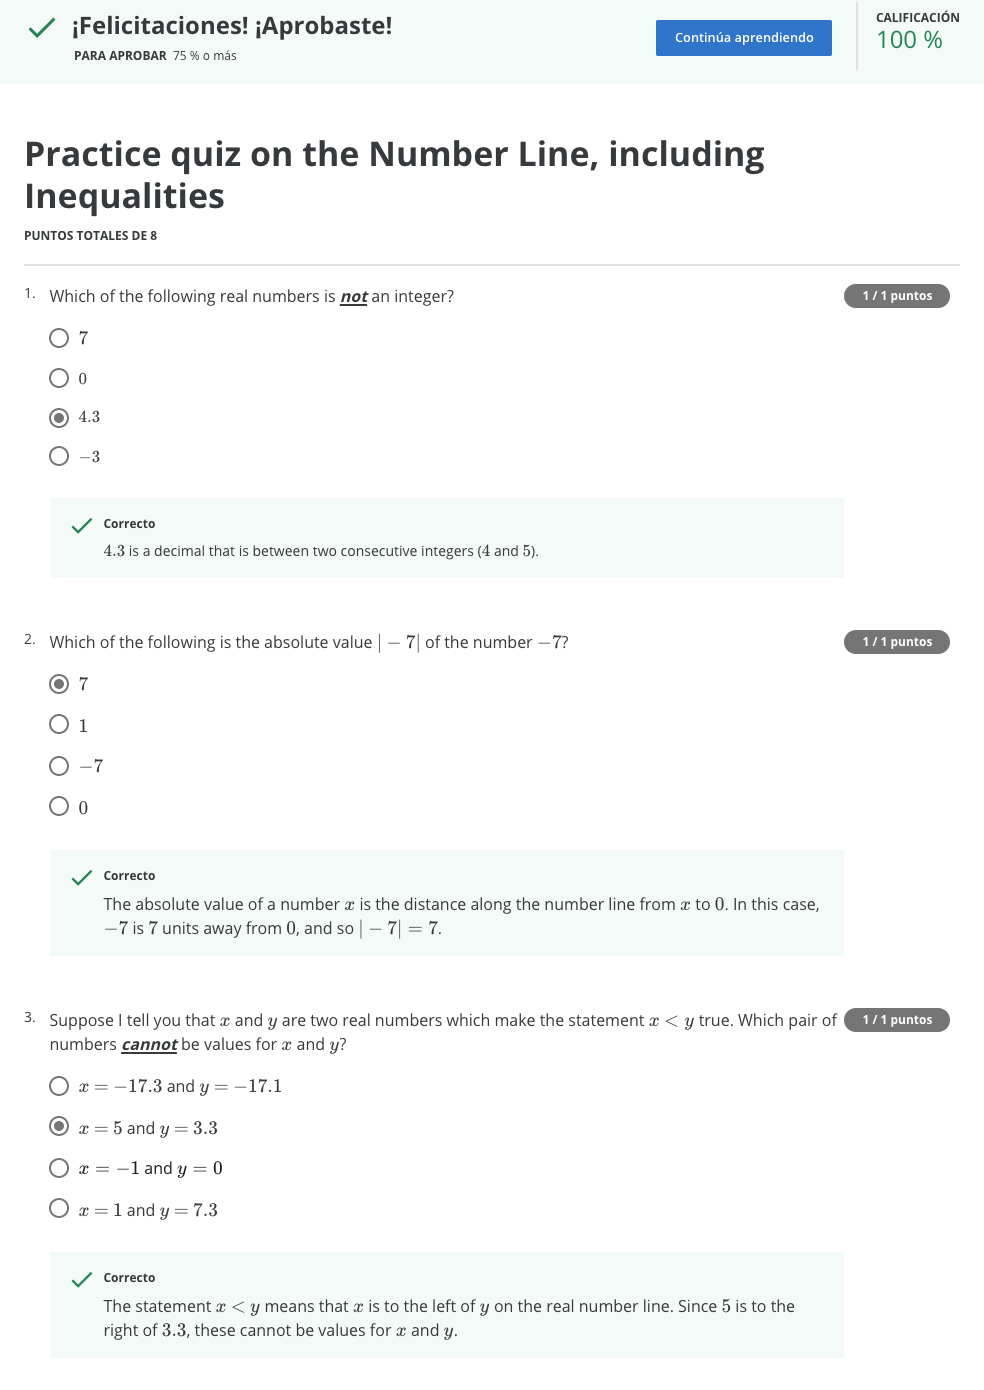 ¡Felicitaciones! ¡Aprobaste!
PARA APROBAR 75 % o más
Continúa aprendiendo
CALIFICACIÓN
100 %
Practice quiz on the Number Line, including
Inequalities
PUNTOS TOTALES DE 8
1. Which of the following real numbers is not an integer?
1 / 1 puntos
7
0
4.3
−3
Correcto
4.3 is a decimal that is between two consecutive integers (4 and 5).
2. Which of the following is the absolute value | − 7| of the number −7?
1 / 1 puntos
7
1
−7
0
Correcto
The absolute value of a number x is the distance along the number line from x to 0. In this case,
−7 is 7 units away from 0, and so | − 7| = 7.
3. Suppose I tell you that x and y are two real numbers which make the statement x < y true. Which pair of
numbers cannot be values for x and y?
1 / 1 puntos
x = −17.3 and y = −17.1
x = 5 and y = 3.3
x = −1 and y = 0
x = 1 and y = 7.3
Correcto
The statement x < y means that x is to the left of y on the real number line. Since 5 is to the
right of 3.3, these cannot be values for x and y.